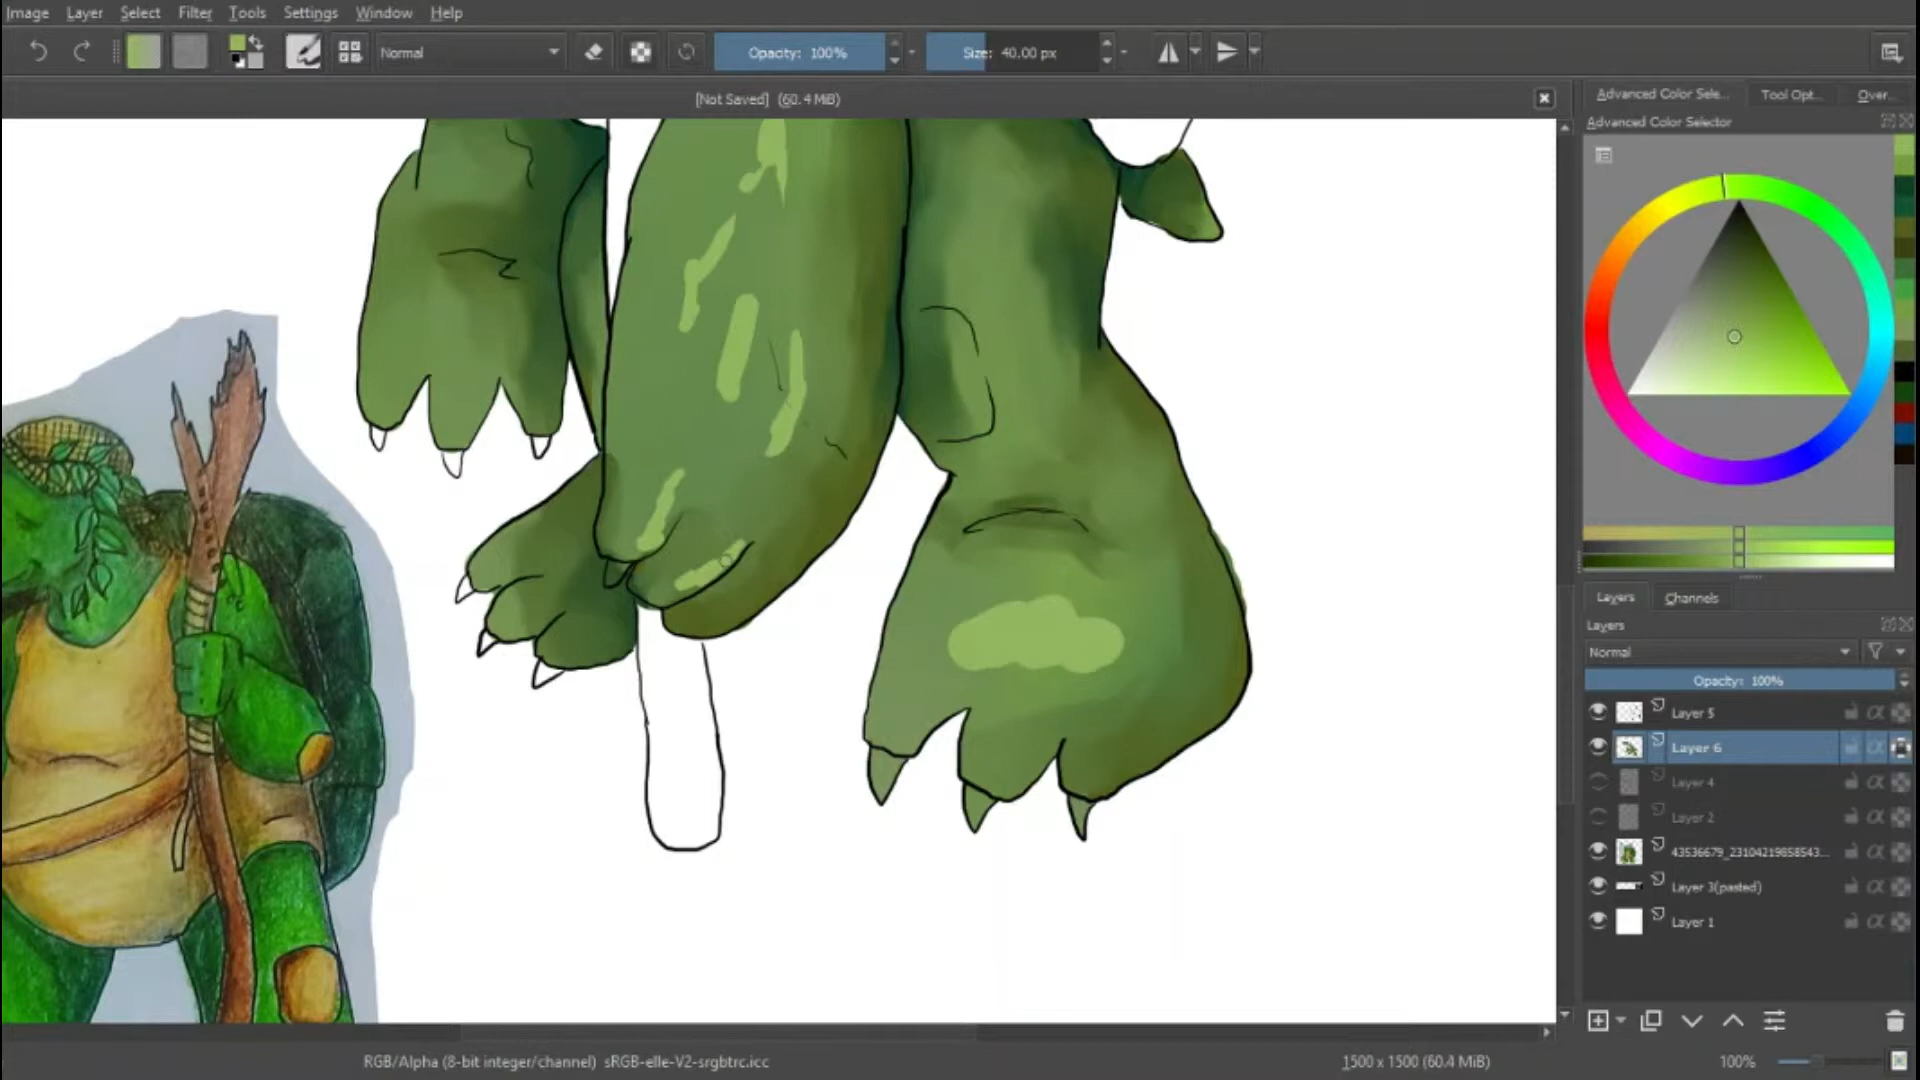 Image Layer Select Filter Tools Settings Window Help
Normal Opacity: 100% Size: 40.00 px
[Not Saved] (60.4 MiB)
Advanced Color Sele... Tool Opt... Over...
Advanced Color Selector
Layers Channels
Layers
Normal
Opacity: 100%
Layer 5
Layer 6
Layer 4
Layer 2
43536679_23104219858543...
Layer 3(pasted)
Layer 1
RGB/Alpha (8-bit integer/channel) sRGB-elle-V2-srgbtrc.icc 1500 x 1500 (60.4 MiB) 100%